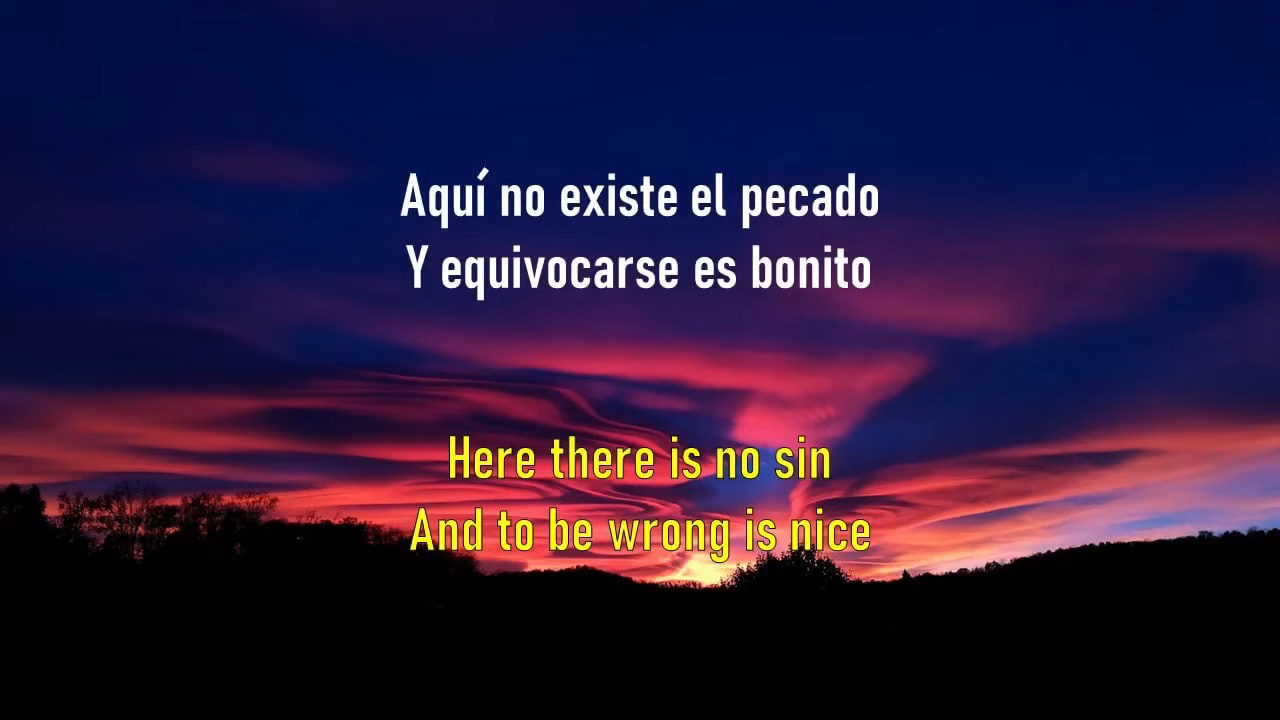 Aquí no existe el pecado
Y equivocarse es bonito
Here there is no sin
And to be wrong is nice